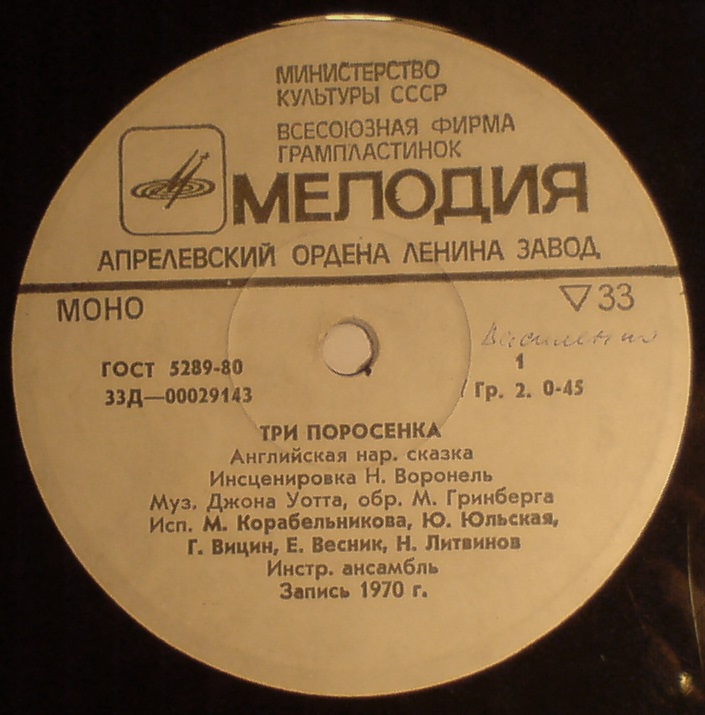 МИНИСТЕРСТВО
КУЛЬТУРЫ СССР
ВСЕСОЮЗНАЯ ФИРМА
ГРАМПЛАСТИНОК
МЕЛОДИЯ
АПРЕЛЕВСКИЙ ОРДЕНА ЛЕНИНА ЗАВОД
МОНО
33
ГОСТ 5289-80
1
33Д—00029143
Гр. 2. 0-45
ТРИ ПОРОСЕНКА
Английская нар. сказка
Инсценировка Н. Воронель
Муз. Джона Уотта, обр. М. Гринберга
Исп. М. Корабельникова, Ю. Юльская,
Г. Вицин, Е. Весник, Н. Литвинов
Инстр. ансамбль
Запись 1970 г.